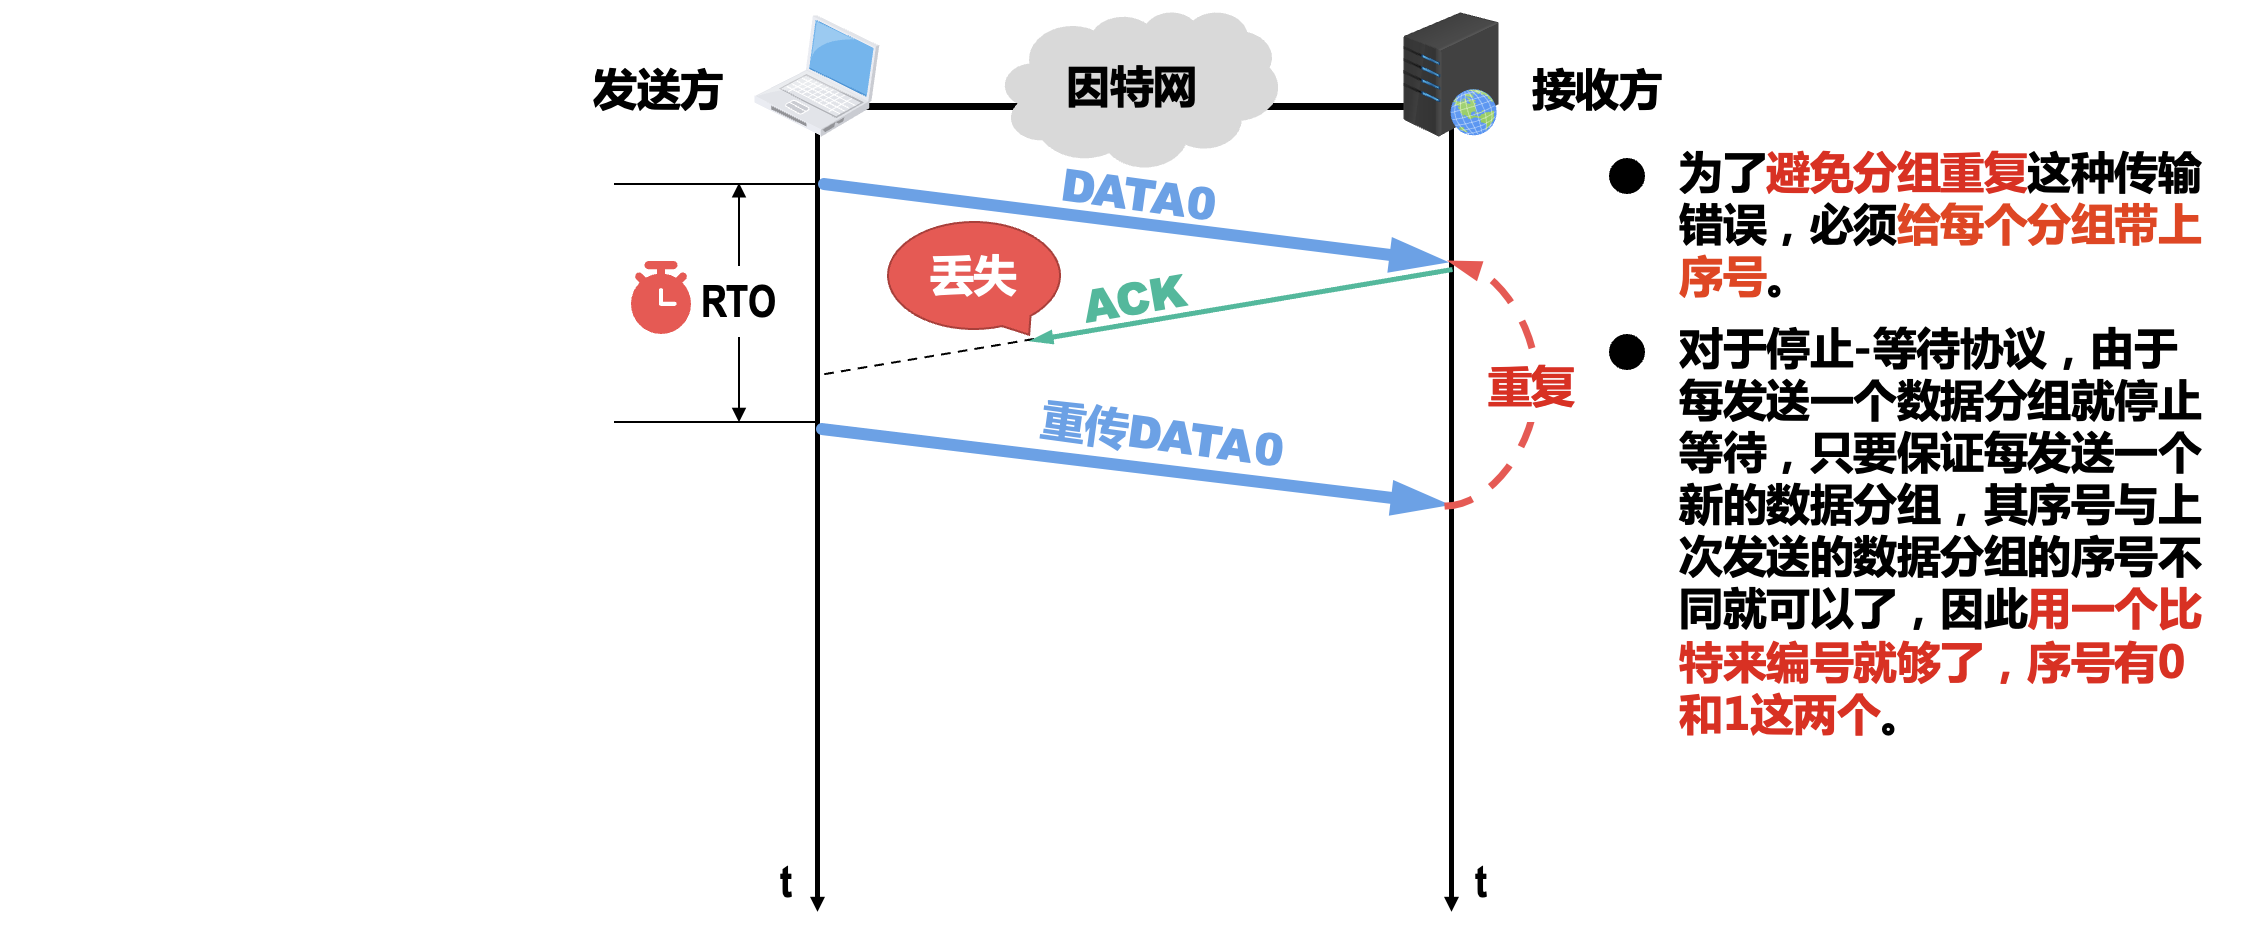 发送方
因特网
接收方
DATA0
丢失
ACK
RTO
重复
重传DATA0
t
t
为了避免分组重复这种传输
错误，必须给每个分组带上
序号。
对于停止-等待协议，由于
每发送一个数据分组就停止
等待，只要保证每发送一个
新的数据分组，其序号与上
次发送的数据分组的序号不
同就可以了，因此用一个比
特来编号就够了，序号有0
和1这两个。